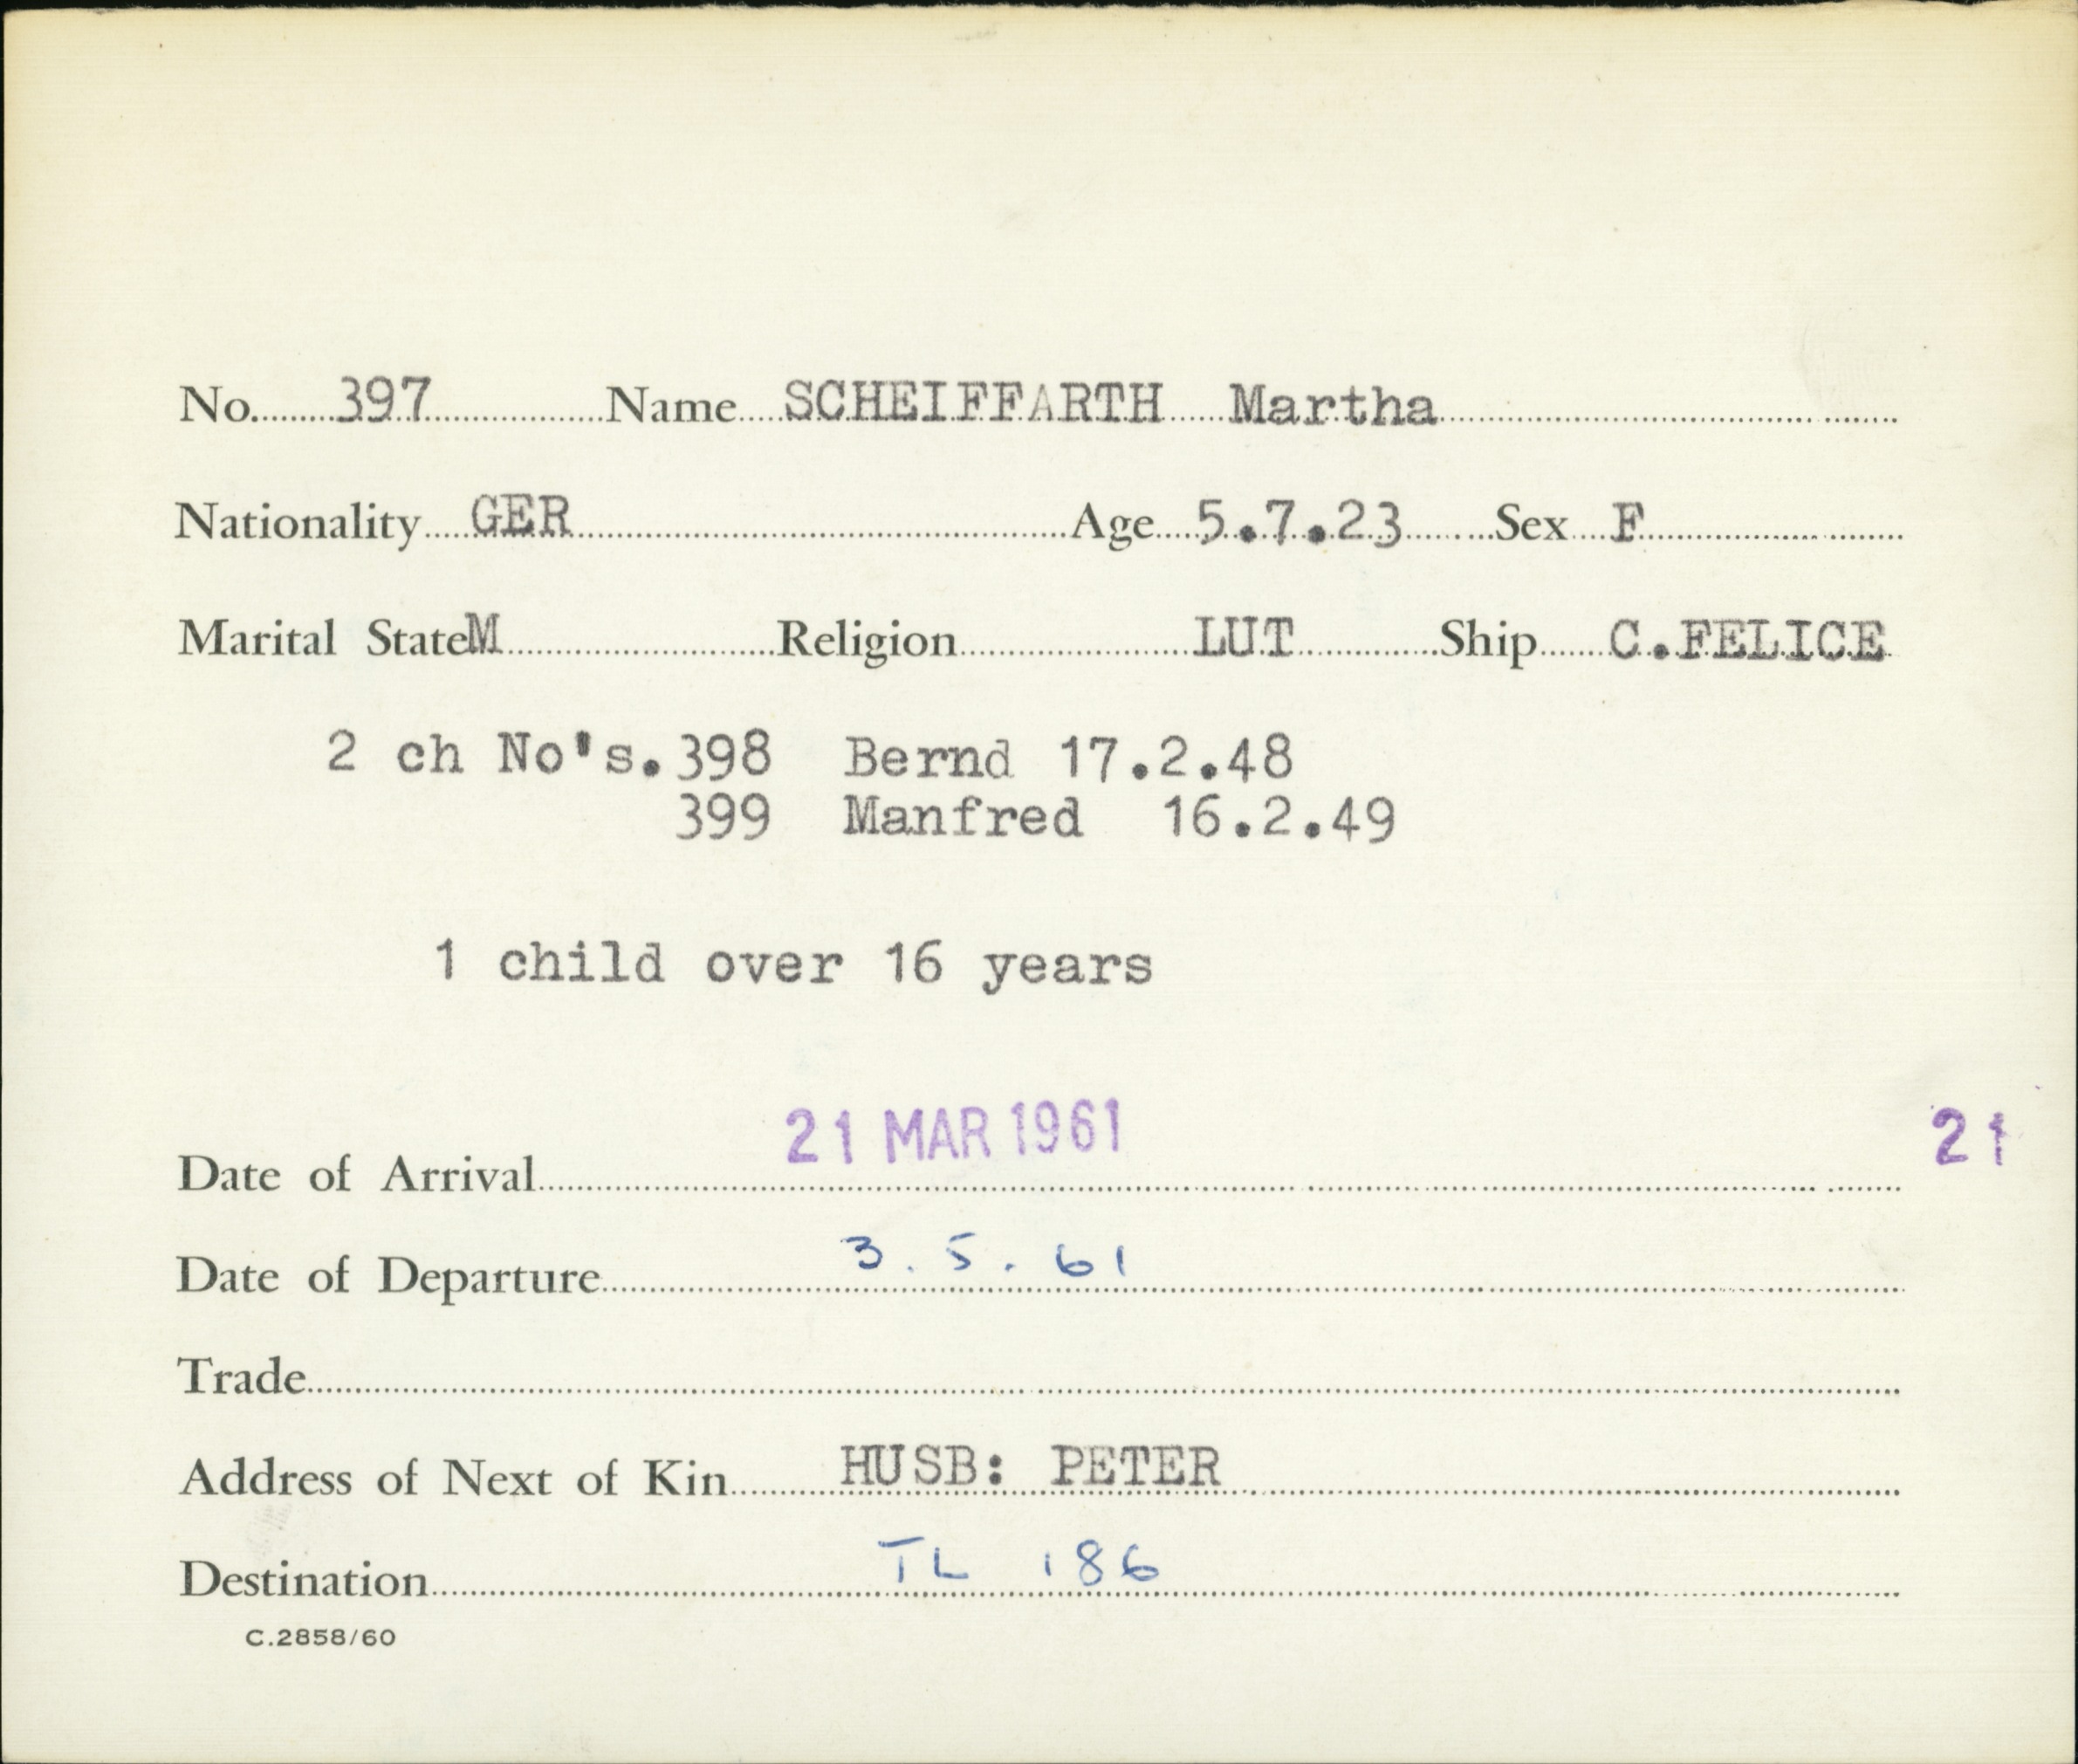 No. 397 Name SCHEIFFARTH Martha
Nationality GER Age 5.7.23 Sex F
Marital State M Religion LUT Ship C.FELICE
2 ch No's.398 Bernd 17.2.48
399 Manfred 16.2.49
1 child over 16 years
21 MAR 1961 21
Date of Arrival
Date of Departure 3.5.61
Trade
Address of Next of Kin HUSB: PETER
Destination TL 186
C.2858/60